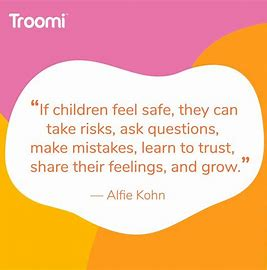 Troomi
“If children feel safe, they can
take risks, ask questions,
make mistakes, learn to trust,
share their feelings, and grow.”
— Alfie Kohn